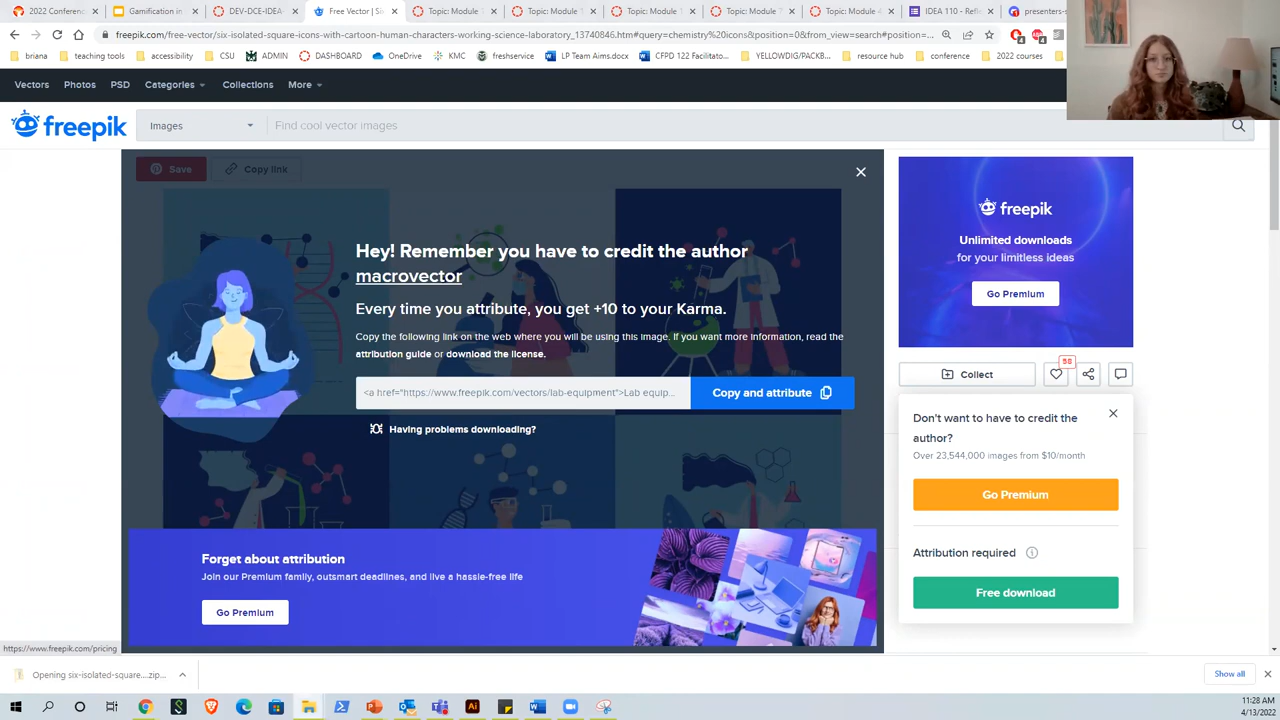 2022 Conferenc
Gamification in
DEV-DCE-IDEA-
Free Vector | Six
Topic: Module
Topic: Module
Topic: Module
Topic: Module
Topic: Module
IDEA 110 - Refle
presenters-s
freepik.com/free-vector/six-isolated-square-icons-with-cartoon-human-characters-working-science-laboratory_13740846.htm#query=chemistry%20icons&position=0&from_view=search#position=...
briana
teaching tools
accessibility
CSU
ADMIN
DASHBOARD
OneDrive
KMC
freshservice
LP Team Aims.docx
CFPD 122 Facilitato...
YELLOWDIG/PACKB...
resource hub
conference
2022 courses
Vectors
Photos
PSD
Categories
Collections
More
freepik
Images
Find cool vector images
Save
Copy link
Hey! Remember you have to credit the author
macrovector
Every time you attribute, you get +10 to your Karma.
Copy the following link on the web where you will be using this image. If you want more information, read the
attribution guide or download the license.
<a href="https://www.freepik.com/vectors/lab-equipment">Lab equip...
Copy and attribute
Having problems downloading?
Forget about attribution
Join our Premium family, outsmart deadlines, and live a hassle-free life
Go Premium
freepik
Unlimited downloads
for your limitless ideas
Go Premium
Collect
58
Don't want to have to credit the
author?
Over 23,544,000 images from $10/month
Go Premium
Attribution required
Free download
https://www.freepik.com/pricing
Opening six-isolated-square....zip...
Show all
11:28 AM
4/13/2022